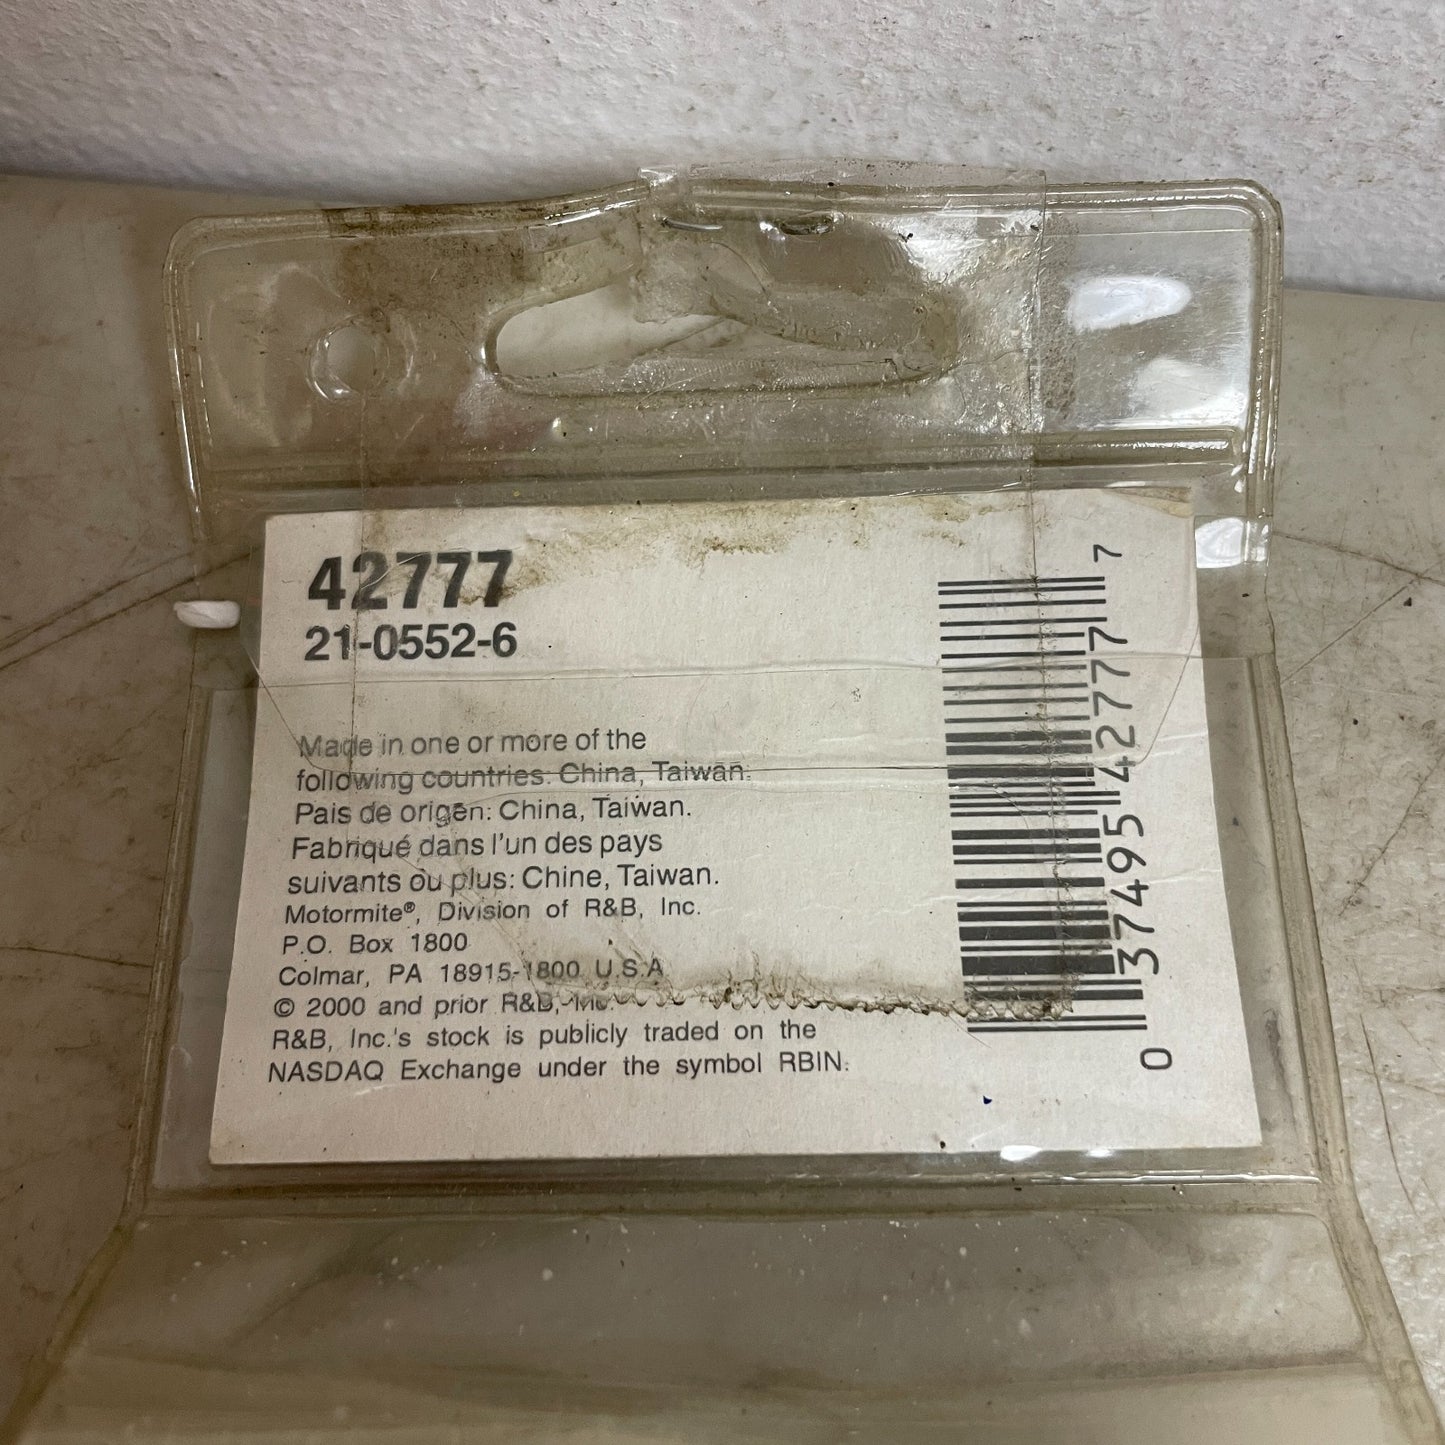 42777
21-0552-6
Made in one or more of the
following countries: China, Taiwan.
Pais de origen: China, Taiwan.
Fabriqué dans l'un des pays
suivants ou plus: Chine, Taiwan.
Motormite®, Division of R&B, Inc.
P.O. Box 1800
Colmar, PA 18915-1800 U.S.A
© 2000 and prior R&B, Inc.
R&B, Inc.'s stock is publicly traded on the
NASDAQ Exchange under the symbol RBIN.
0 37495 42777 7